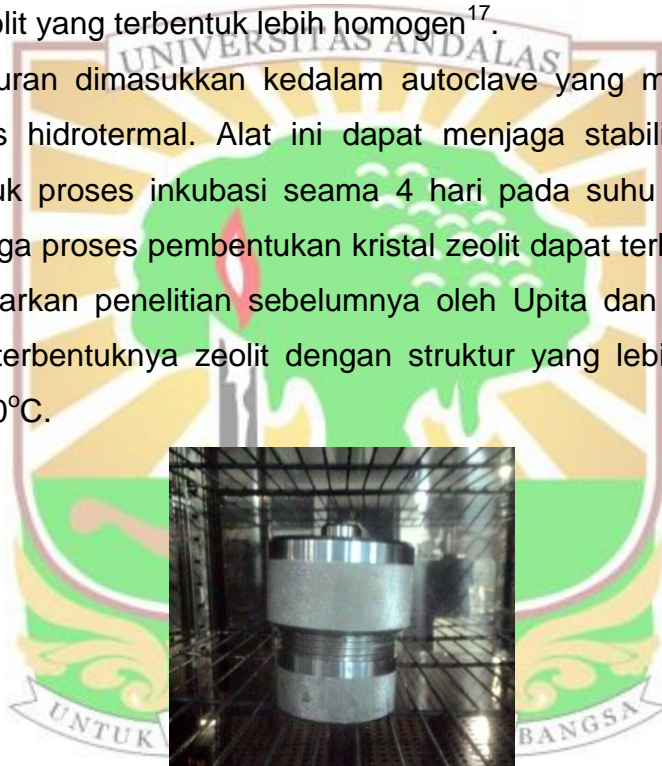 olit yang terbentuk lebih homogen17.
UNIVERSITAS ANDALAS
uran dimasukkan kedalam autoclave yang m
s hidrotermal. Alat ini dapat menjaga stabili
uk proses inkubasi seama 4 hari pada suhu
ga proses pembentukan kristal zeolit dapat terl
arkan penelitian sebelumnya oleh Upita dan
terbentuknya zeolit dengan struktur yang lebi
0oC.
UNTUK BANGSA